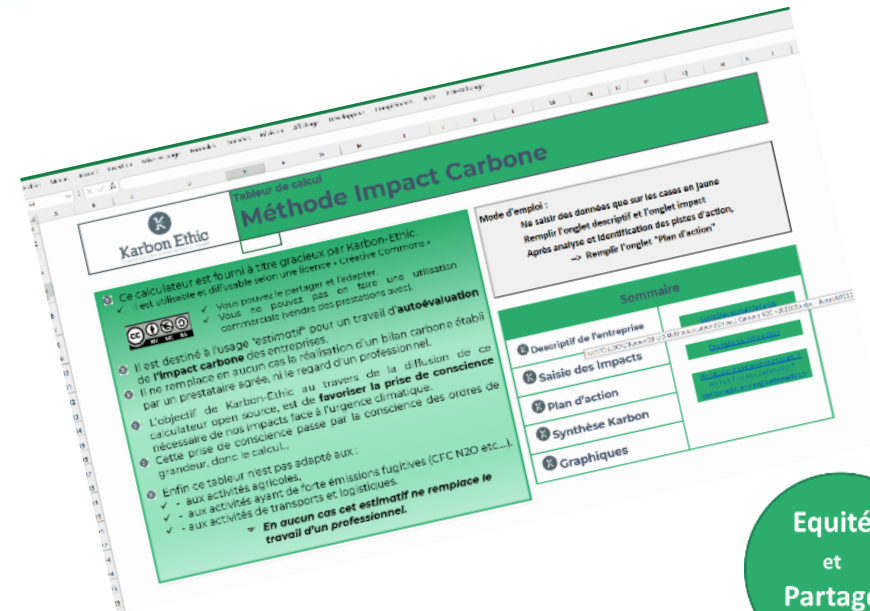 Tableur de calcul
Méthode Impact Carbone
Karbon Ethic
Ce calculateur est fourni à titre gracieux par Karbon-Ethic.
✓ Il est utilisable et diffusable selon une licence « Créative Commons »
✓ Vous pouvez le partager et l'adapter.
✓ Vous ne pouvez pas en faire une utilisation
commerciale (vendre des prestations avec).
Il est destiné à l'usage "estimatif" pour un travail d'autoévaluation
de l'impact carbone des entreprises.
Il ne remplace en aucun cas la réalisation d'un bilan carbone établi
par un prestataire agrée, ni le regard d'un professionnel.
L'objectif de Karbon-Ethic au travers de la diffusion de ce
calculateur open source, est de favoriser la prise de conscience
nécessaire de nos impacts face à l'urgence climatique.
Cette prise de conscience passe par la conscience des ordres de
grandeur, donc le calcul..
Enfin ce tableur n'est pas adapté aux :
✓ - aux activités agricoles,
✓ - aux activités ayant de forte émissions fugitives (CFC N2O etc...),
✓ - aux activités de transports et logistiques.
☞ En aucun cas cet estimatif ne remplace le
travail d'un professionnel.
Mode d'emploi :
Ne saisir des données que sur les cases en jaune
Remplir l'onglet descriptif et l'onglet impact
Après analyse et identification des pistes d'action,
--> Remplir l'onglet "Plan d'action"
Sommaire
Descriptif de l'entreprise
Saisie des Impacts
Plan d'action
Synthèse Karbon
Graphiques
Equité
et
Partage